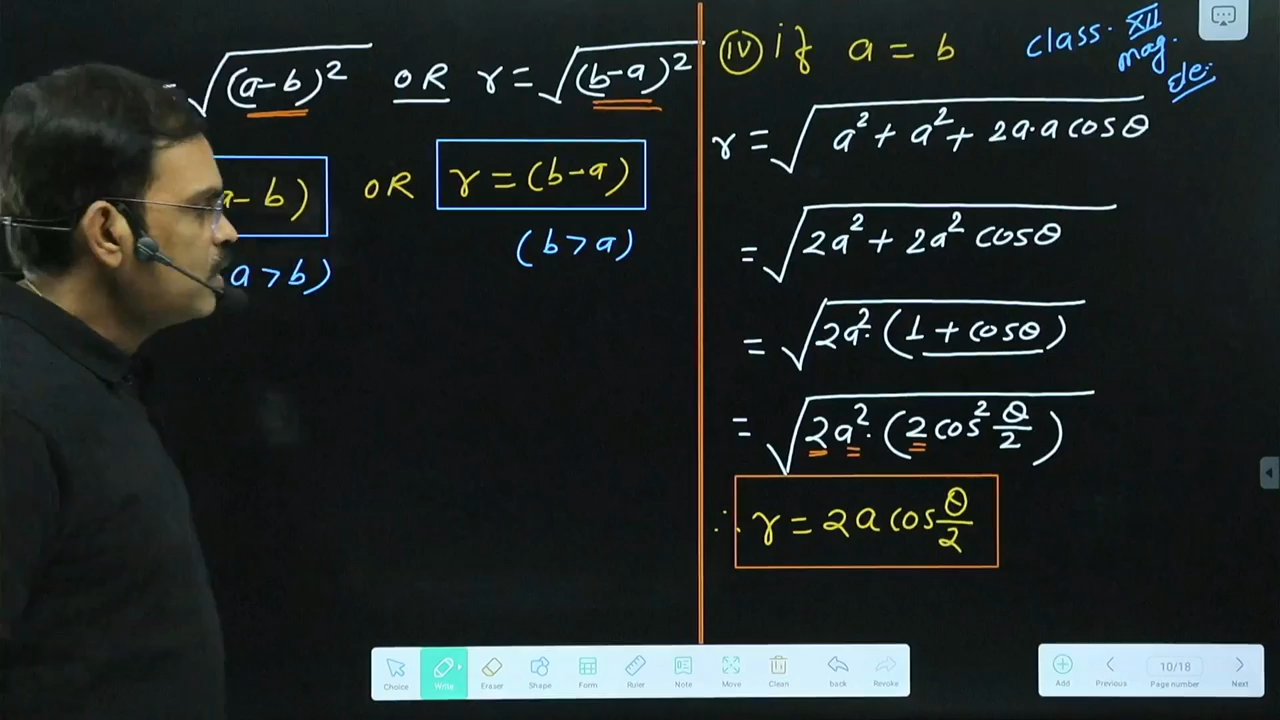 = √(a-b)² OR r = √(b-a)²
a-b) OR r = (b-a)
a > b) (b > a)
(iv) if a = b
class. XII
mag.
de:
r = √a² + a² + 2a·a cosθ
= √2a² + 2a² cosθ
= √2a²·(1 + cosθ)
= √2a²·(2cos² θ/2)
∴ r = 2a cos θ/2
Choice Write Eraser Shape Form Ruler Note Move Clean back Revoke
Add Previous 10/18 Page number Next